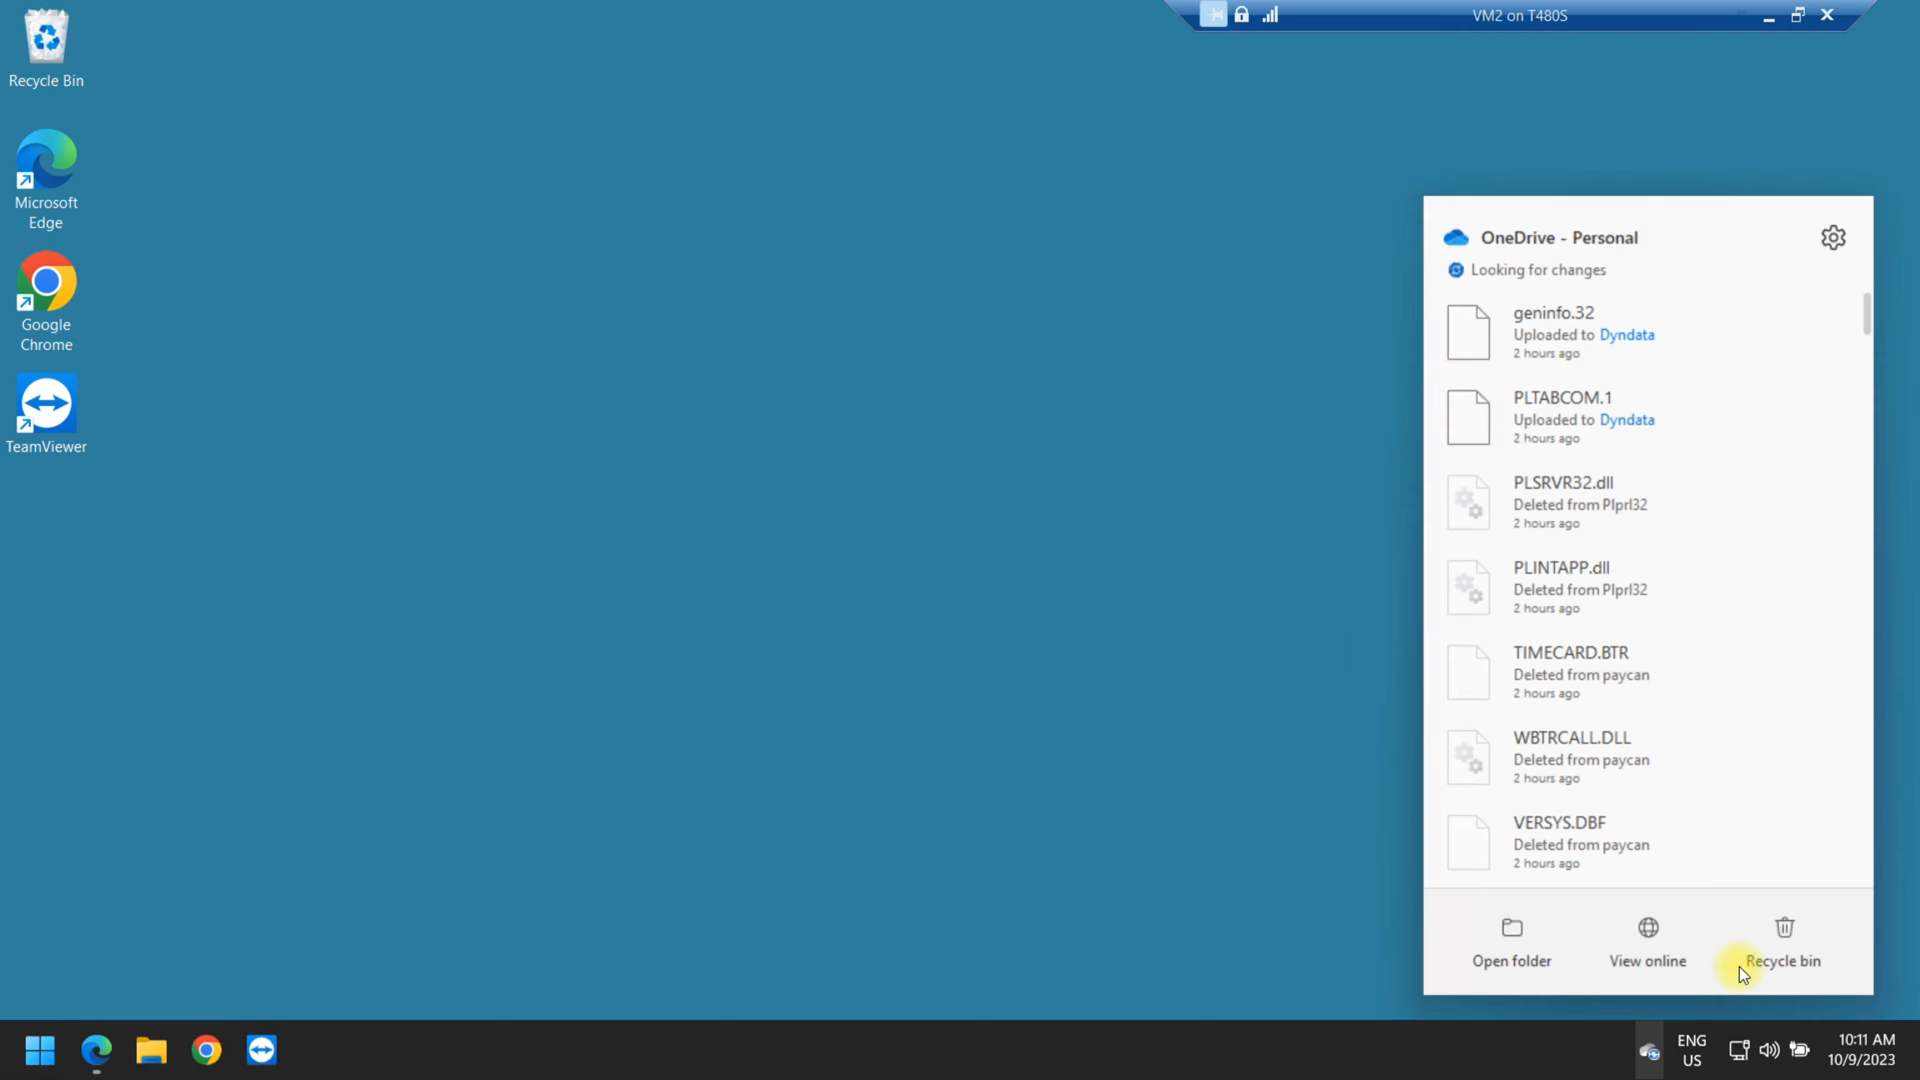 VM2 on T480S
Recycle Bin
Microsoft
Edge
Google
Chrome
TeamViewer
OneDrive - Personal
Looking for changes
geninfo.32
Uploaded to Dyndata
2 hours ago
PLTABCOM.1
Uploaded to Dyndata
2 hours ago
PLSRVR32.dll
Deleted from Plprl32
2 hours ago
PLINTAPP.dll
Deleted from Plprl32
2 hours ago
TIMECARD.BTR
Deleted from paycan
2 hours ago
WBTRCALL.DLL
Deleted from paycan
2 hours ago
VERSYS.DBF
Deleted from paycan
2 hours ago
Open folder
View online
Recycle bin
ENG
US
10:11 AM
10/9/2023